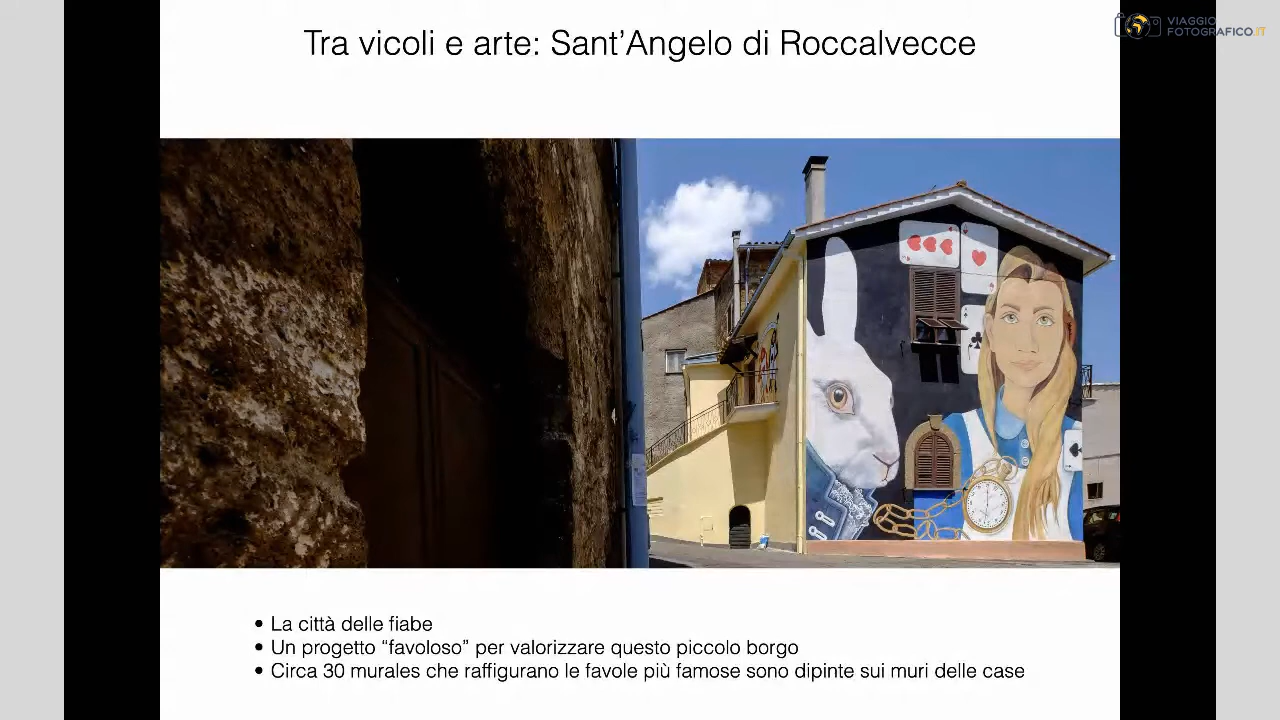 Tra vicoli e arte: Sant’Angelo di Roccalvecce
VIAGGIO
FOTOGRAFICO.IT
• La città delle fiabe
• Un progetto “favoloso” per valorizzare questo piccolo borgo
• Circa 30 murales che raffigurano le favole più famose sono dipinte sui muri delle case